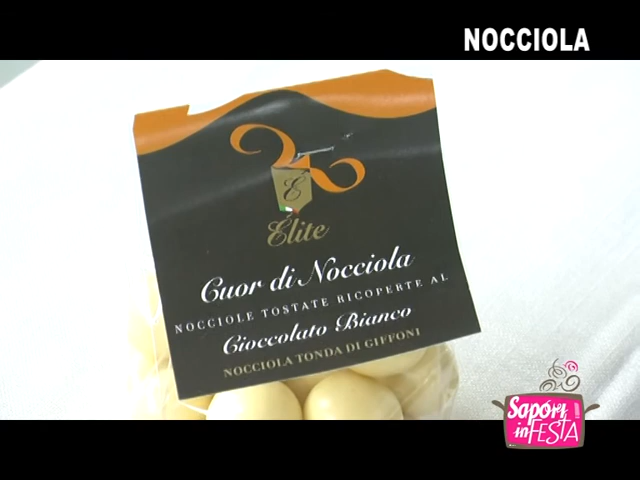 NOCCIOLA
É
Élite
Cuor di Nocciola
NOCCIOLE TOSTATE RICOPERTE AL
Cioccolato Bianco
NOCCIOLA TONDA DI GIFFONI
Sapori
in FESTA